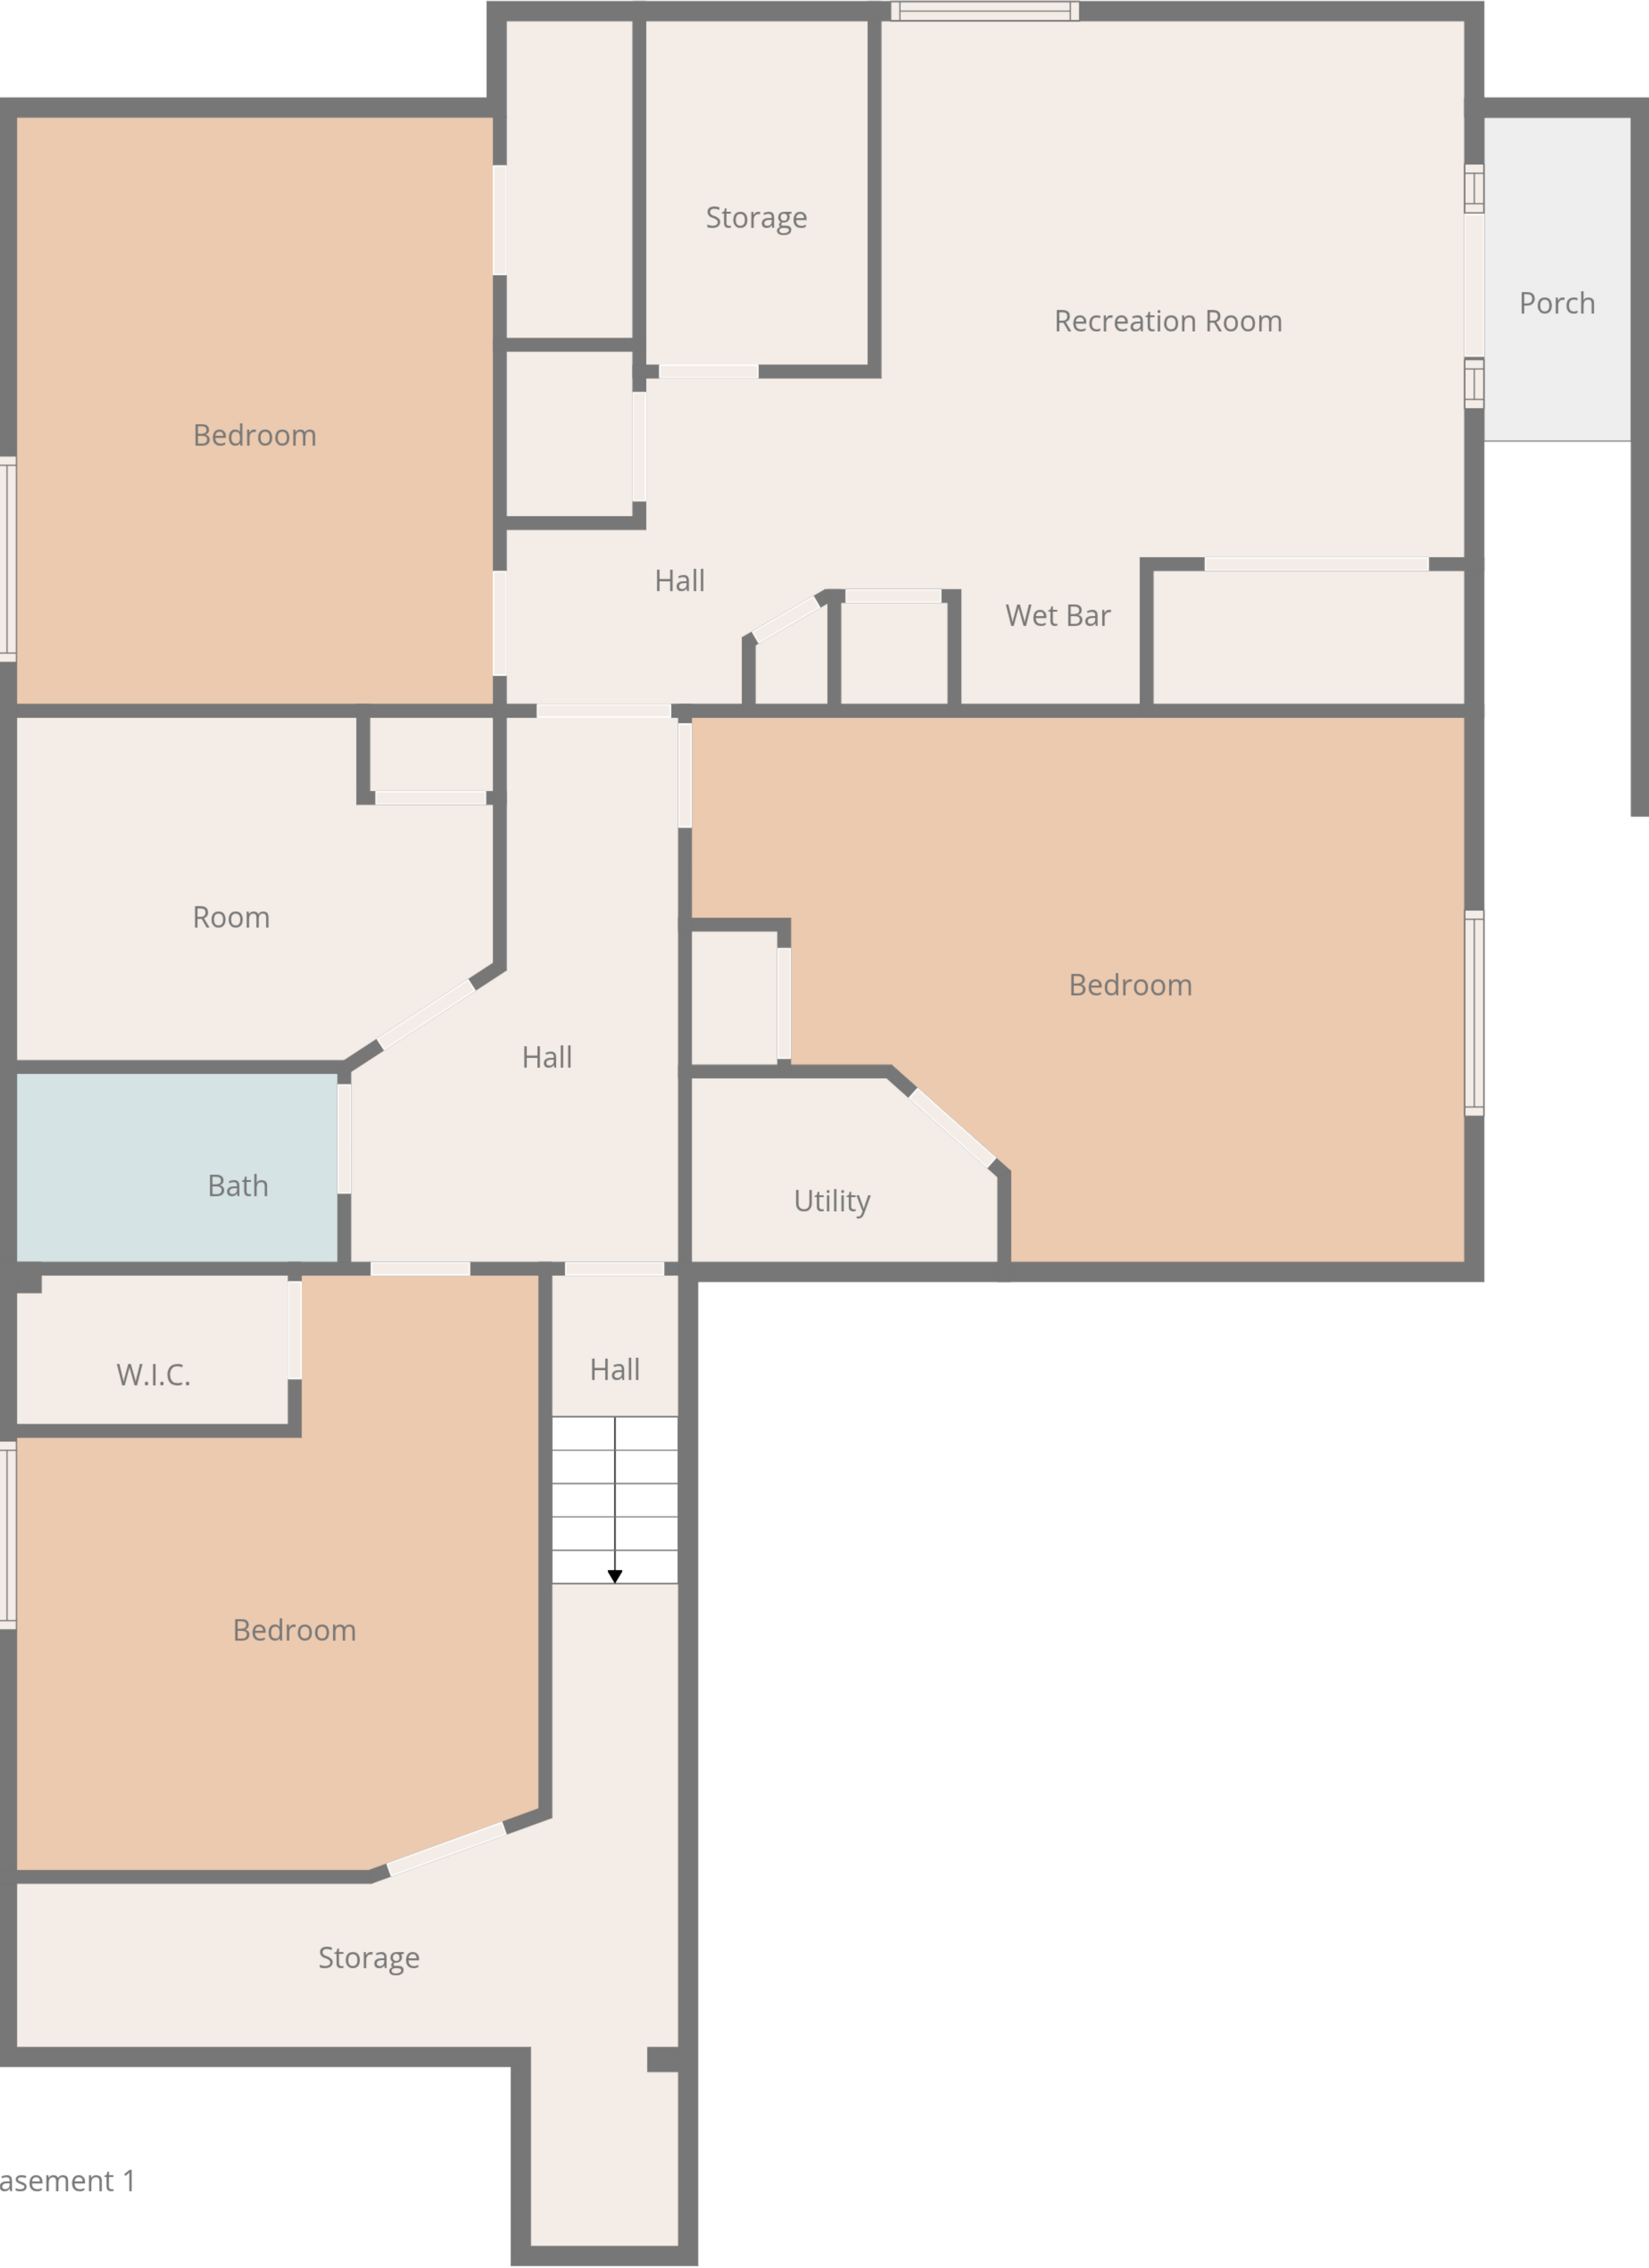 Storage
Porch
Recreation Room
Bedroom
Hall
Wet Bar
Room
Bedroom
Hall
Bath
Utility
Hall
W.I.C.
Bedroom
Storage
asement 1